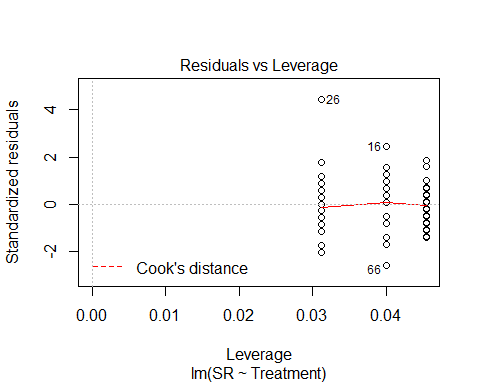 Residuals vs Leverage
Standardized residuals
4
2
0
-2
26
16
66
Cook's distance
0.00 0.01 0.02 0.03 0.04
Leverage
lm(SR ~ Treatment)